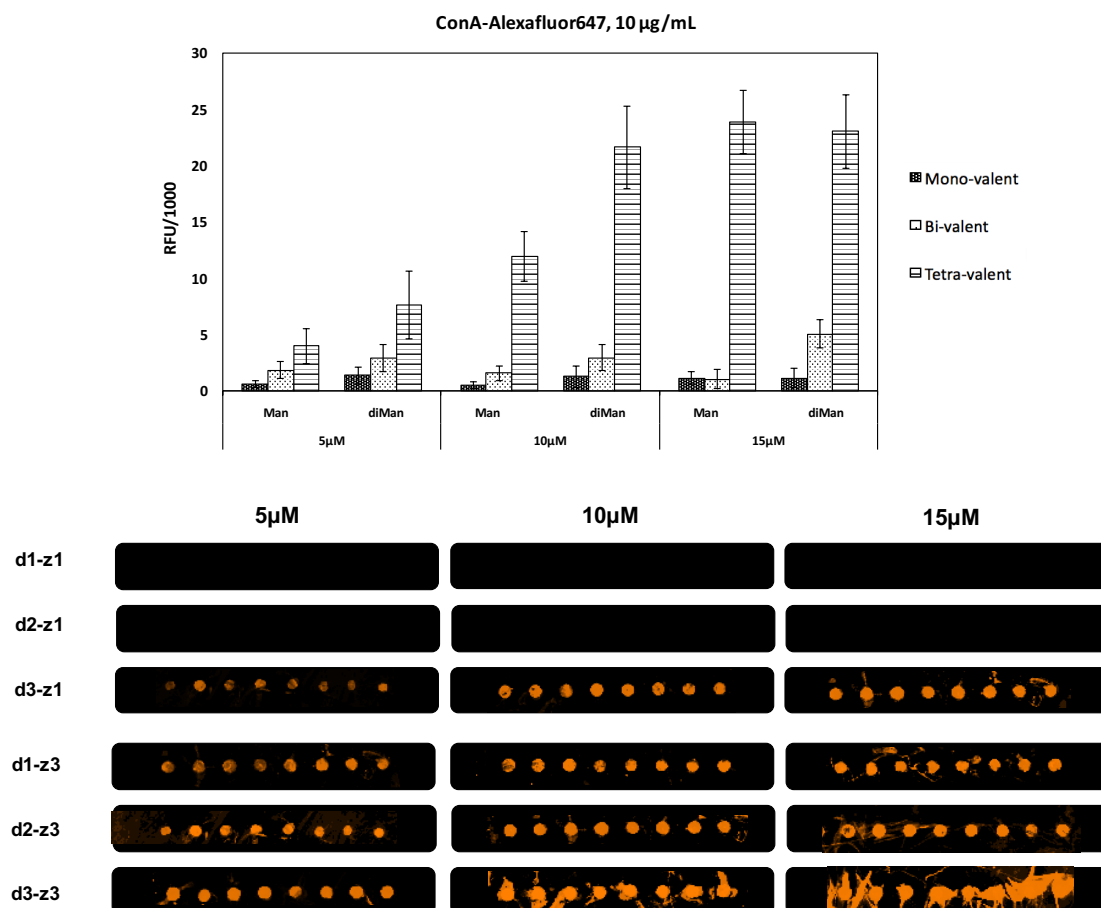 ConA-Alexafluor647, 10 µg/mL
30
25
20
15
10
5
0
RFU/1000
Man diMan Man diMan Man diMan
5µM 10µM 15µM
Mono-valent
Bi-valent
Tetra-valent
5µM 10µM 15µM
d1-z1
d2-z1
d3-z1
d1-z3
d2-z3
d3-z3